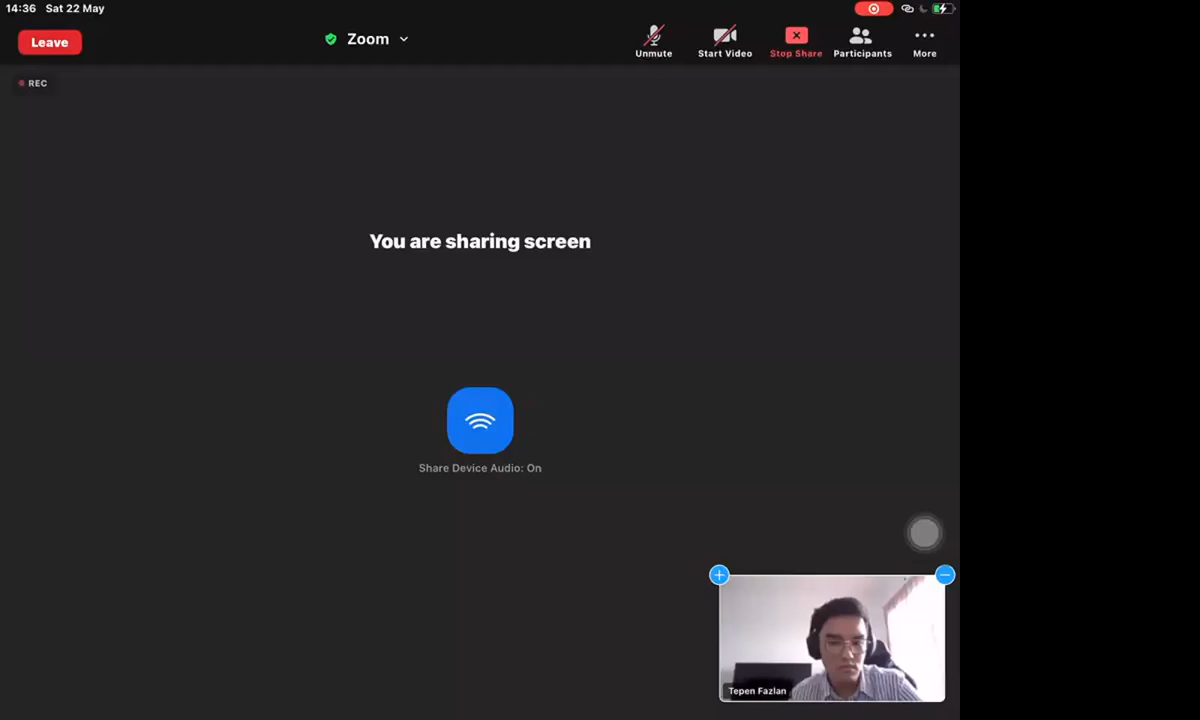 14:36 Sat 22 May
Leave
Zoom
Unmute
Start Video
Stop Share
Participants
More
REC
You are sharing screen
Share Device Audio: On
Tepen Fazlan